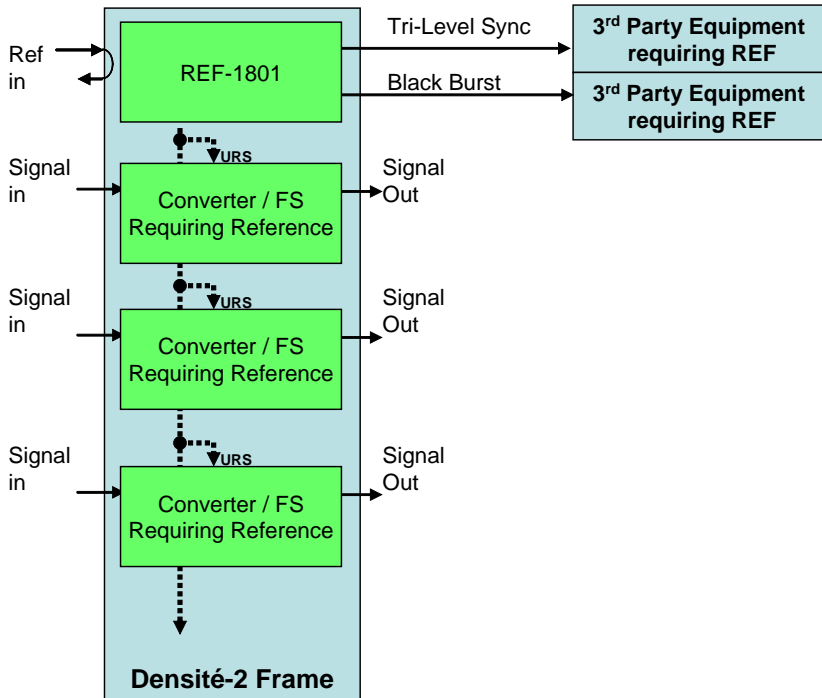 Ref
in
REF-1801
Tri-Level Sync
3rd Party Equipment
requiring REF
Black Burst
3rd Party Equipment
requiring REF
URS
Signal
in
Converter / FS
Requiring Reference
Signal
Out
URS
Signal
in
Converter / FS
Requiring Reference
Signal
Out
URS
Signal
in
Converter / FS
Requiring Reference
Signal
Out
Densité-2 Frame